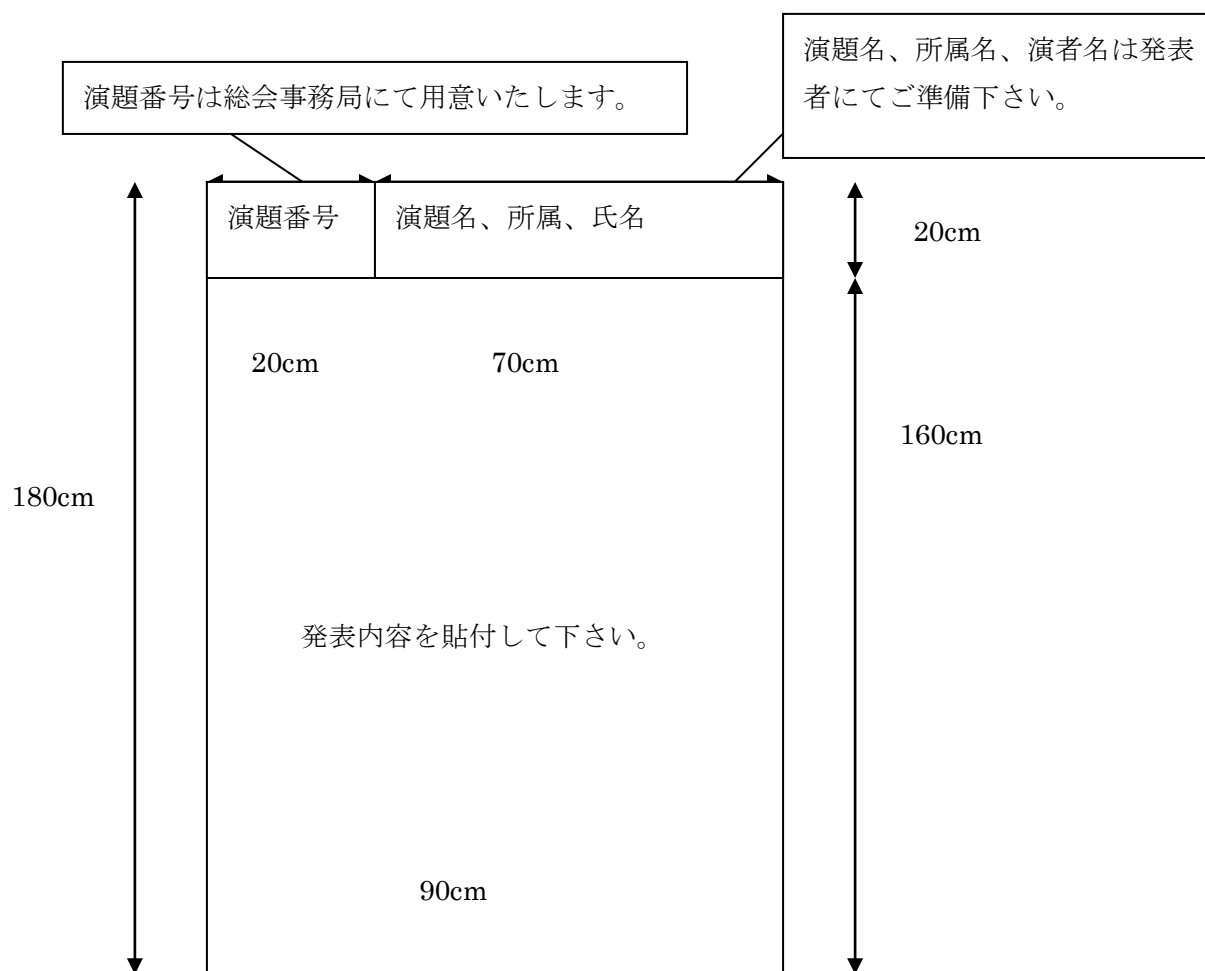 演題名、所属名、演者名は発表
者にてご準備下さい。
演題番号は総会事務局にて用意いたします。
演題番号
演題名、所属、氏名
20cm
20cm
70cm
160cm
180cm
発表内容を貼付して下さい。
90cm